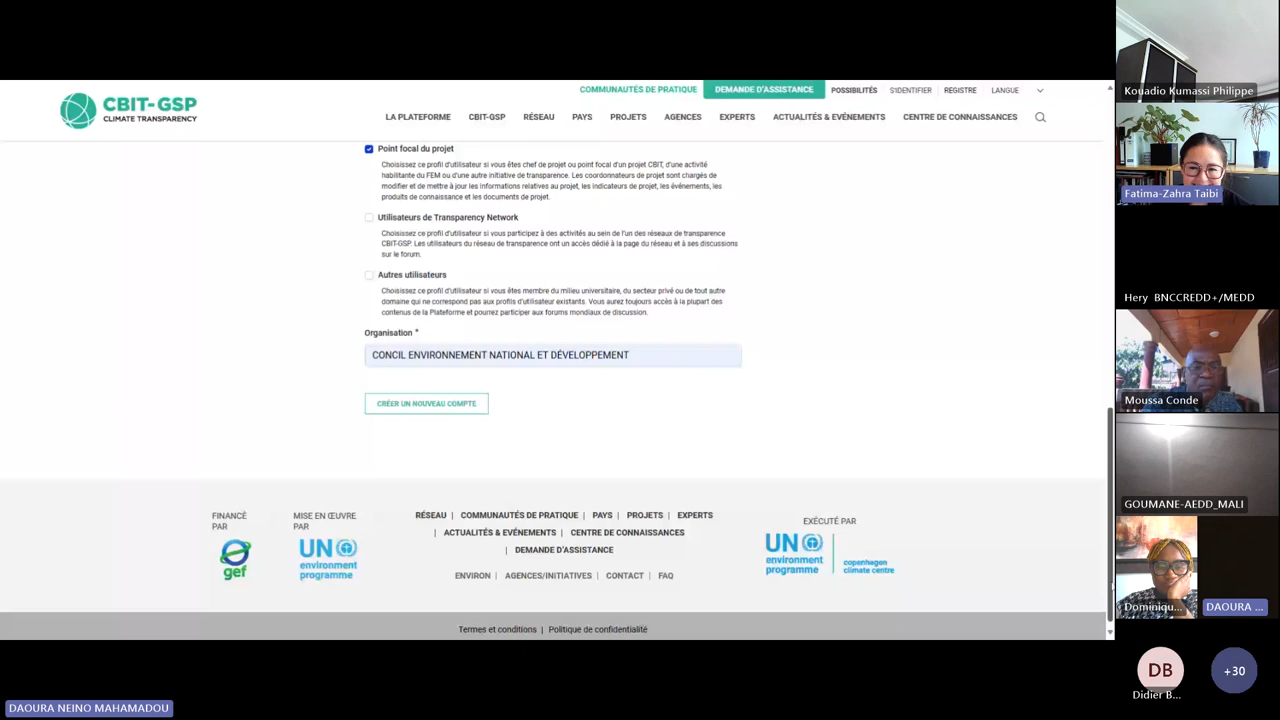 COMMUNAUTÉS DE PRATIQUE
DEMANDE D'ASSISTANCE
POSSIBILITÉS
S'IDENTIFIER
REGISTRE
LANGUE
CBIT-GSP
CLIMATE TRANSPARENCY
LA PLATEFORME
CBIT-GSP
RÉSEAU
PAYS
PROJETS
AGENCES
EXPERTS
ACTUALITÉS & EVÉNEMENTS
CENTRE DE CONNAISSANCES
Point focal du projet
Choisissez ce profil d'utilisateur si vous êtes chef de projet ou point focal d'un projet CBIT, d'une activité
habilitante du FEM ou d'une autre initiative de transparence. Les coordonnateurs de projet sont chargés de
modifier et de mettre à jour les informations relatives au projet, les indicateurs de projet, les événements, les
produits de connaissance et les documents de projet.
Utilisateurs de Transparency Network
Choisissez ce profil d'utilisateur si vous participez à des activités au sein de l'un des réseaux de transparence
CBIT-GSP. Les utilisateurs du réseau de transparence ont un accès dédié à la page du réseau et à ses discussions
sur le forum.
Autres utilisateurs
Choisissez ce profil d'utilisateur si vous êtes membre du milieu universitaire, du secteur privé ou de tout autre
domaine qui ne correspond pas aux profils d'utilisateur existants. Vous aurez toujours accès à la plupart des
contenus de la Plateforme et pourrez participer aux forums mondiaux de discussion.
Organisation *
CONCIL ENVIRONNEMENT NATIONAL ET DÉVELOPPEMENT
CRÉER UN NOUVEAU COMPTE
FINANCÉ
PAR
gef
MISE EN ŒUVRE
PAR
UN
environment
programme
RÉSEAU | COMMUNAUTÉS DE PRATIQUE | PAYS | PROJETS | EXPERTS
| ACTUALITÉS & EVÉNEMENTS | CENTRE DE CONNAISSANCES
| DEMANDE D'ASSISTANCE
ENVIRON | AGENCES/INITIATIVES | CONTACT | FAQ
EXÉCUTÉ PAR
UN
environment
programme
copenhagen
climate centre
Termes et conditions | Politique de confidentialité
Kouadio Kumassi Philippe
Fatima-Zahra Taibi
Hery BNCCREDD+/MEDD
Moussa Conde
GOUMANE-AEDD_MALI
Dominiqu...
DAOURA ...
DB
Didier B...
+30
DAOURA NEINO MAHAMADOU